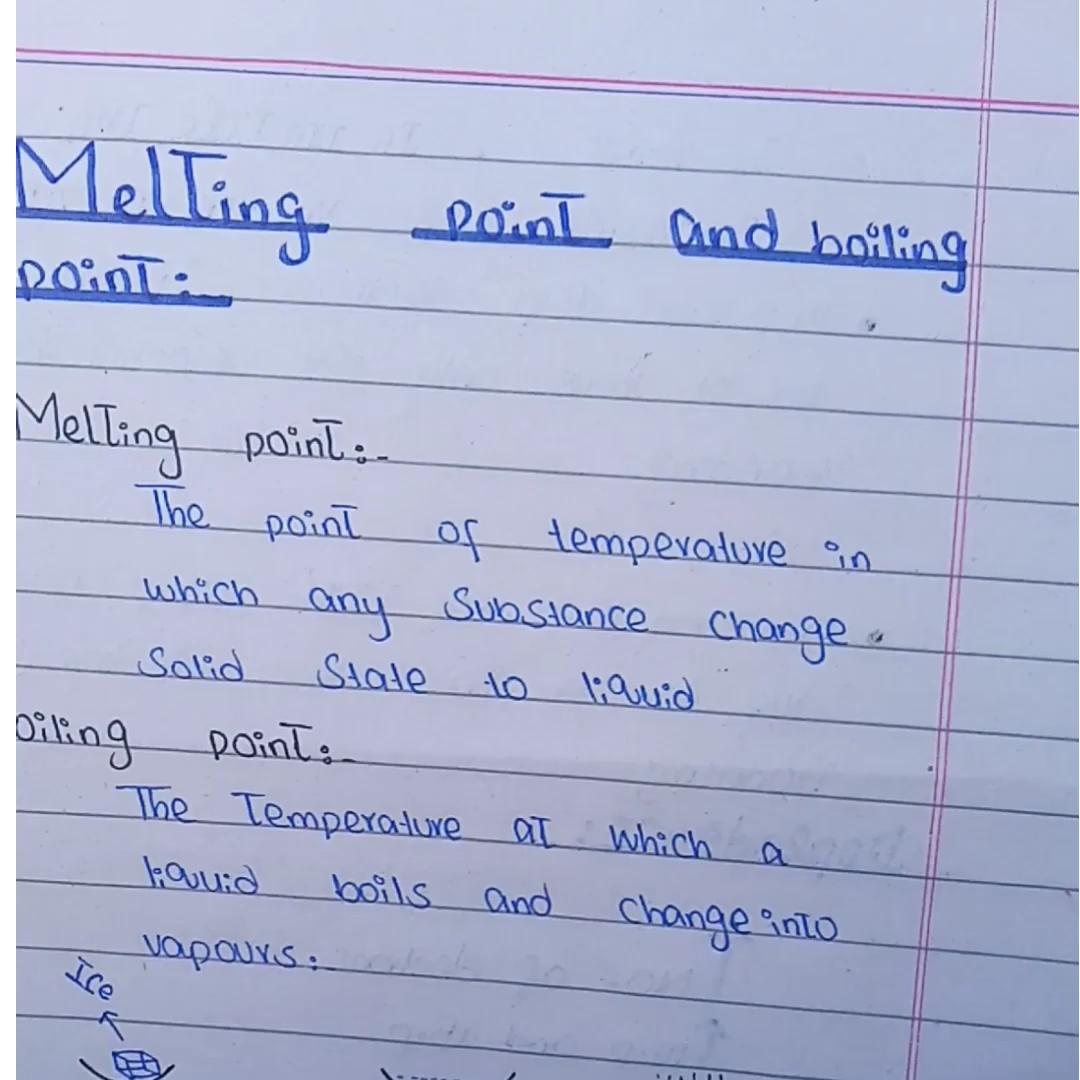 Melting point and boiling
point:-
Melting point:-
The point of temperature in
which any Substance change
Solid State to liquid
oiling point:-
The Temperature at which a
liquid boils and change into
vapours:-
Ice